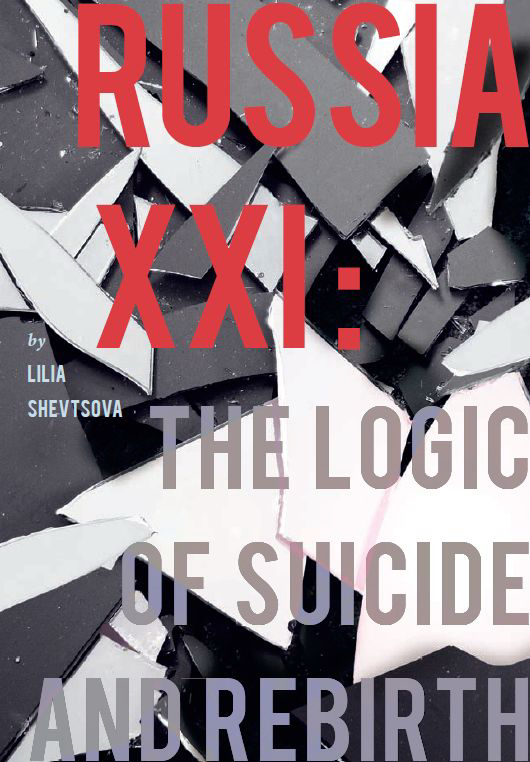 RUSSIA
XXI:
by
LILIA
SHEVTSOVA
THE LOGIC
OF SUICIDE
AND REBIRTH